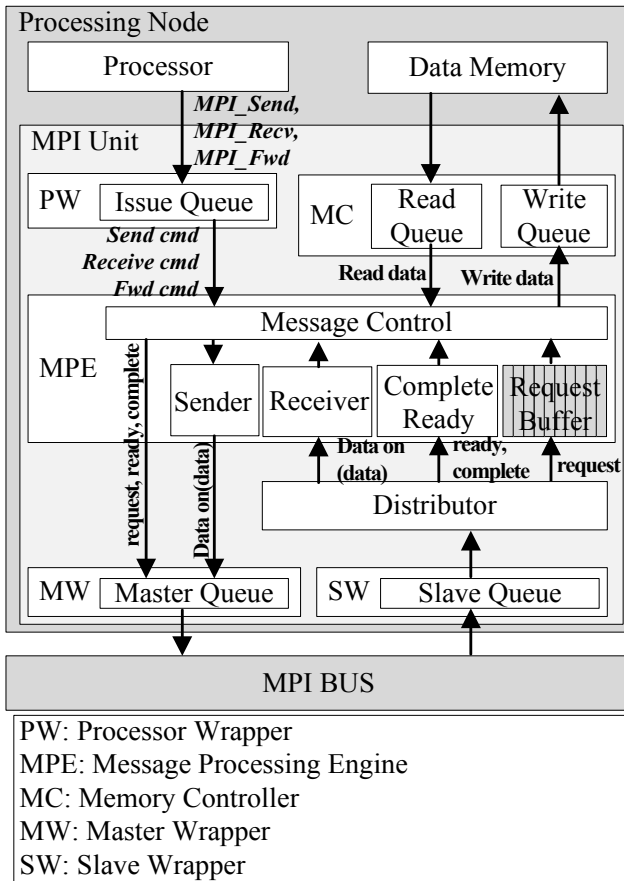 Processing Node
Processor
Data Memory
MPI_Send,
MPI_Recv,
MPI_Fwd
MPI Unit
PW
Issue Queue
MC
Read
Queue
Write
Queue
Send cmd
Receive cmd
Fwd cmd
Read data
Write data
Message Control
MPE
Sender
Receiver
Complete
Ready
Request
Buffer
request, ready, complete
Data on(data)
Data on
(data)
ready,
complete
request
Distributor
MW
Master Queue
SW
Slave Queue
MPI BUS
PW: Processor Wrapper
MPE: Message Processing Engine
MC: Memory Controller
MW: Master Wrapper
SW: Slave Wrapper